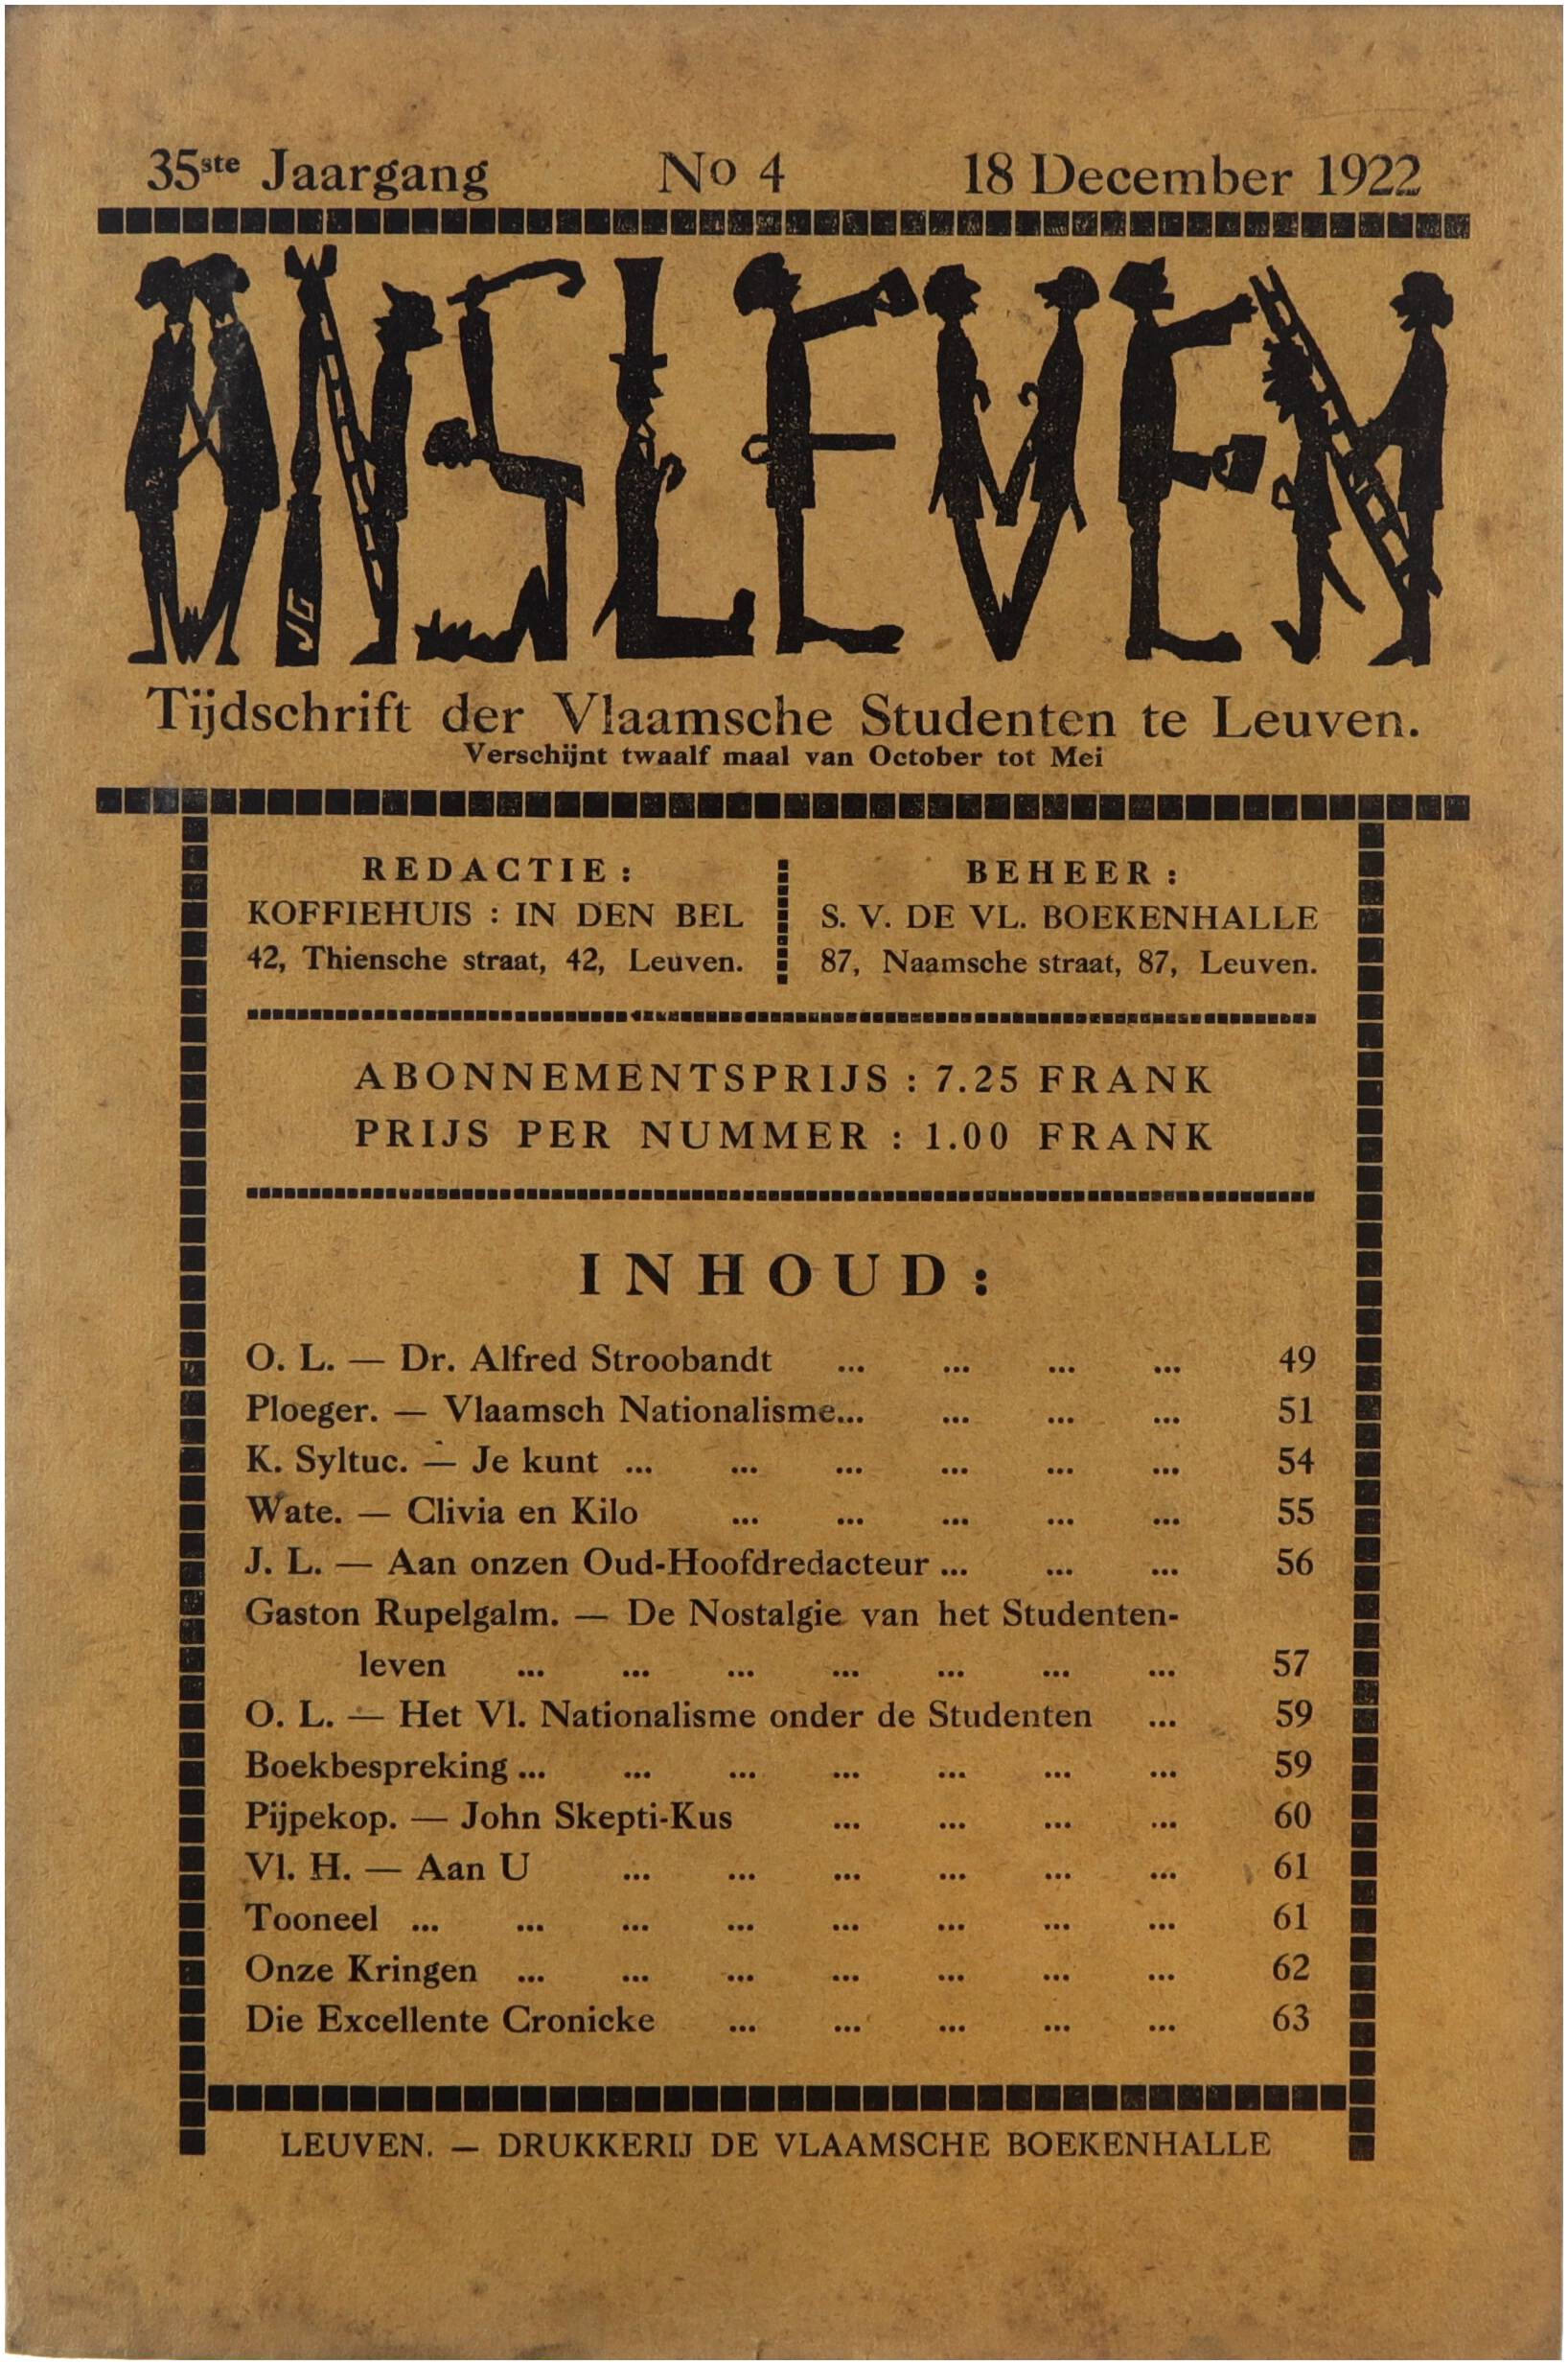 35ste Jaargang No 4 18 December 1922
ONS LEVEN
JG
Tijdschrift der Vlaamsche Studenten te Leuven.
Verschijnt twaalf maal van October tot Mei
REDACTIE :
KOFFIEHUIS : IN DEN BEL
42, Thiensche straat, 42, Leuven.
BEHEER :
S. V. DE VL. BOEKENHALLE
87, Naamsche straat, 87, Leuven.
ABONNEMENTSPRIJS : 7.25 FRANK
PRIJS PER NUMMER : 1.00 FRANK
INHOUD :
O. L. — Dr. Alfred Stroobandt ... ... ... ... 49
Ploeger. — Vlaamsch Nationalisme... ... ... ... 51
K. Syltuc. — Je kunt ... ... ... ... ... ... 54
Wate. — Clivia en Kilo ... ... ... ... ... 55
J. L. — Aan onzen Oud-Hoofdredacteur ... ... ... 56
Gaston Rupelgalm. — De Nostalgie van het Studenten-
leven ... ... ... ... ... ... ... 57
O. L. — Het Vl. Nationalisme onder de Studenten ... 59
Boekbespreking ... ... ... ... ... ... ... 59
Pijpekop. — John Skepti-Kus ... ... ... ... 60
Vl. H. — Aan U ... ... ... ... ... ... 61
Tooneel ... ... ... ... ... ... ... ... 61
Onze Kringen ... ... ... ... ... ... ... 62
Die Excellente Cronicke ... ... ... ... ... 63
LEUVEN. — DRUKKERIJ DE VLAAMSCHE BOEKENHALLE